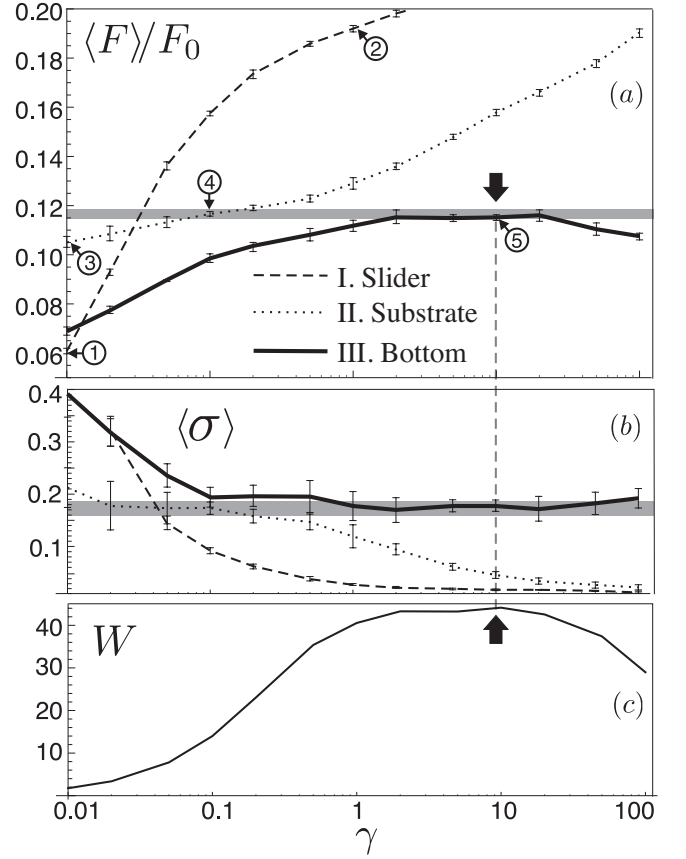 0.20
0.18
0.16
0.14
0.12
0.10
0.08
0.06
⟨F⟩/F₀
②
(a)
④
③
⑤
①
I. Slider
II. Substrate
III. Bottom
0.4
0.3
0.2
0.1
⟨σ⟩
(b)
40
30
20
10
W
(c)
0.01 0.1 1 10 100
γ